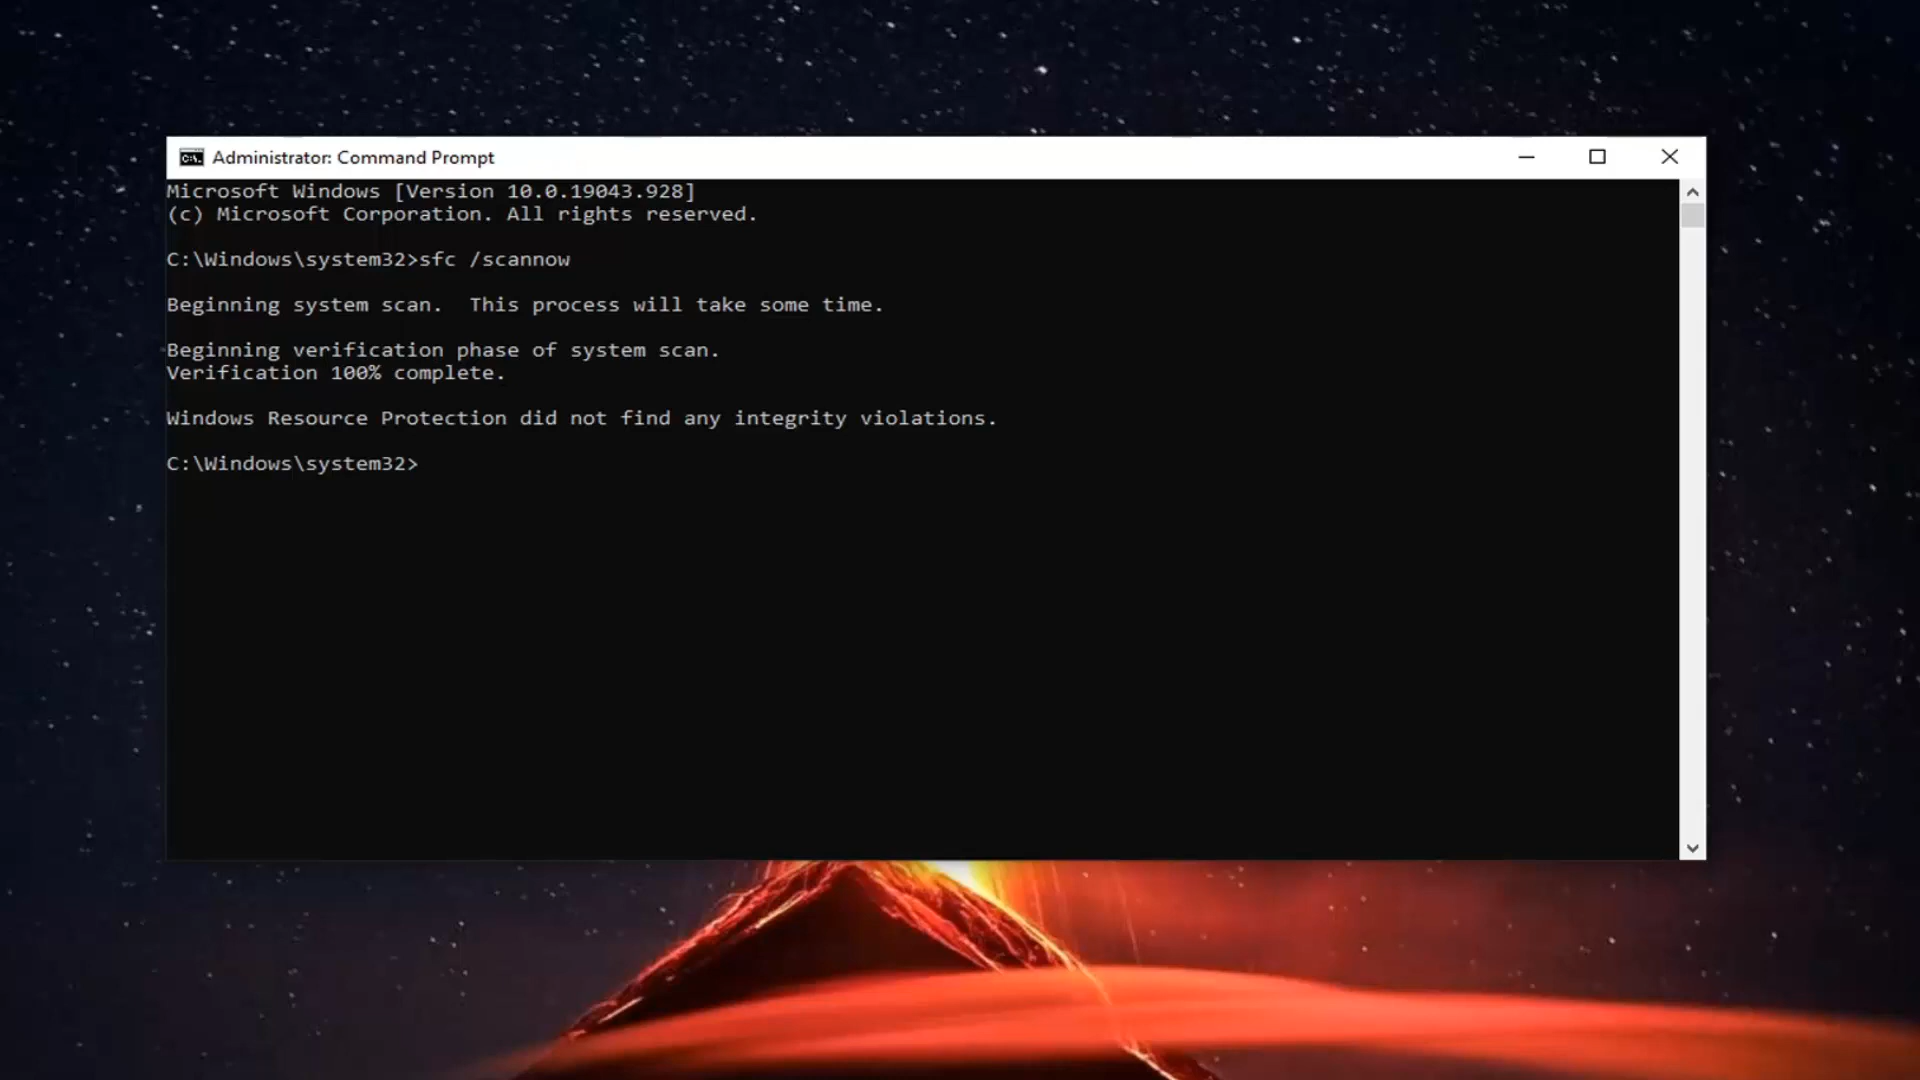 Administrator: Command Prompt
Microsoft Windows [Version 10.0.19043.928]
(c) Microsoft Corporation. All rights reserved.
C:\Windows\system32>sfc /scannow
Beginning system scan.  This process will take some time.
Beginning verification phase of system scan.
Verification 100% complete.
Windows Resource Protection did not find any integrity violations.
C:\Windows\system32>